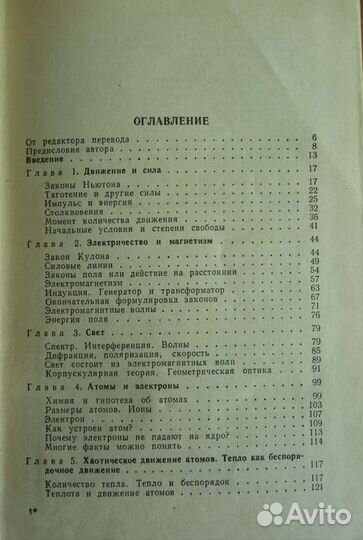 ОГЛАВЛЕНИЕ
От редактора перевода . . . . . . . . . . . . . . . 6
Предисловие автора . . . . . . . . . . . . . . . 8
Введение . . . . . . . . . . . . . . . 13
Глава 1. Движение и сила . . . . . . . . . . . . 17
Законы Ньютона . . . . . . . . . . . . 17
Тяготение и другие силы . . . . . . . . . . 22
Импульс и энергия . . . . . . . . . . . . 25
Столкновения . . . . . . . . . . . . 32
Момент количества движения . . . . . . . . . 36
Начальные условия и степени свободы . . . . . . . 41
Глава 2. Электричество и магнетизм . . . . . . . . 44
Закон Кулона . . . . . . . . . . . . 44
Силовые линии . . . . . . . . . . . . 49
Законы поля или действие на расстоянии . . . . . . 54
Электромагнетизм . . . . . . . . . . . . 57
Индукция. Генератор и трансформатор . . . . . . . 63
Окончательная формулировка законов . . . . . . . 67
Электромагнитные волны . . . . . . . . . . 71
Энергия поля . . . . . . . . . . . . 76
Глава 3. Свет . . . . . . . . . . . . 79
Спектр. Интерференция. Волны . . . . . . . . 79
Дифракция, поляризация, скорость . . . . . . . . 85
Свет состоит из электромагнитных волн . . . . . . 89
Корпускулярная теория. Геометрическая оптика . . . . 91
Глава 4. Атомы и электроны . . . . . . . . . . 99
Химия и гипотеза об атомах . . . . . . . . . 99
Размеры атомов. Ионы . . . . . . . . . . 103
Электрон . . . . . . . . . . . . 107
Как устроен атом? . . . . . . . . . . . . 109
Почему электроны не падают на ядро? . . . . . . . 113
Многие факты можно понять . . . . . . . . . 114
Глава 5. Хаотическое движение атомов. Тепло как беспоря-
дочное движение . . . . . . . . . . . . 117
Количество тепла. Тепло и беспорядок . . . . . . . 117
Теплота и движение атомов . . . . . . . . . 121
1*
Avito